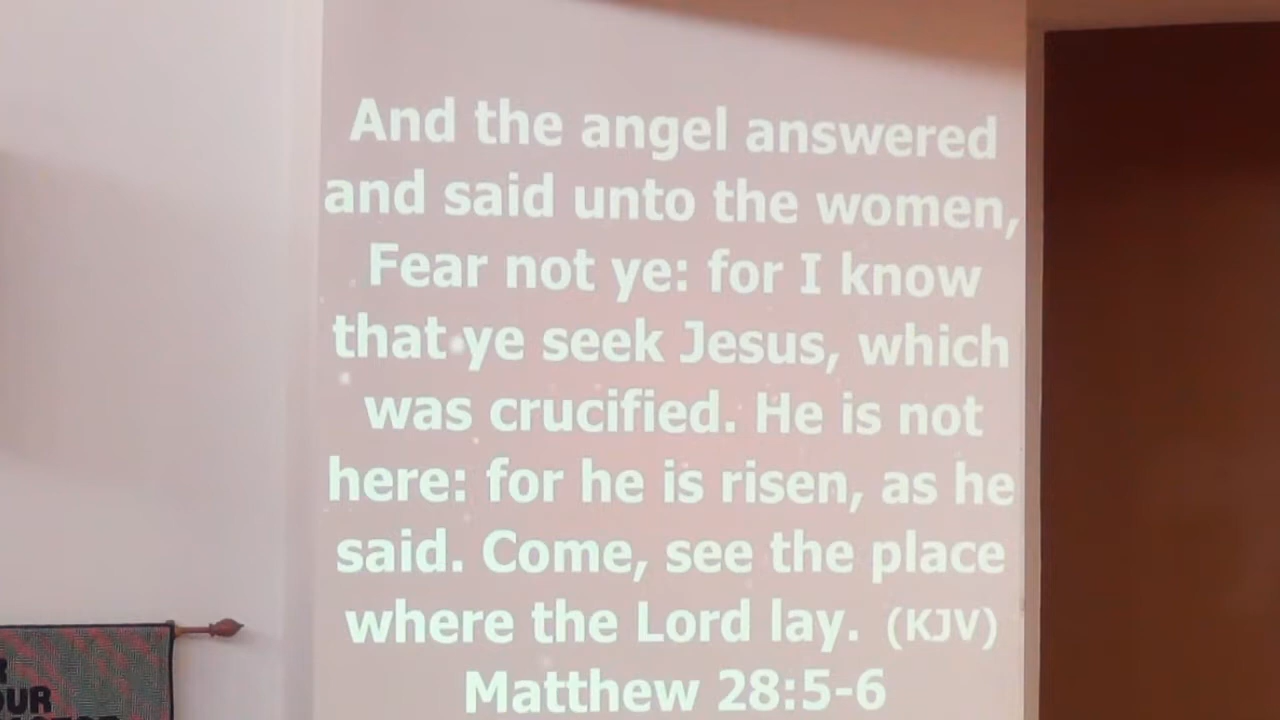 And the angel answered
and said unto the women,
Fear not ye: for I know
that ye seek Jesus, which
was crucified. He is not
here: for he is risen, as he
said. Come, see the place
where the Lord lay. (KJV)
Matthew 28:5-6